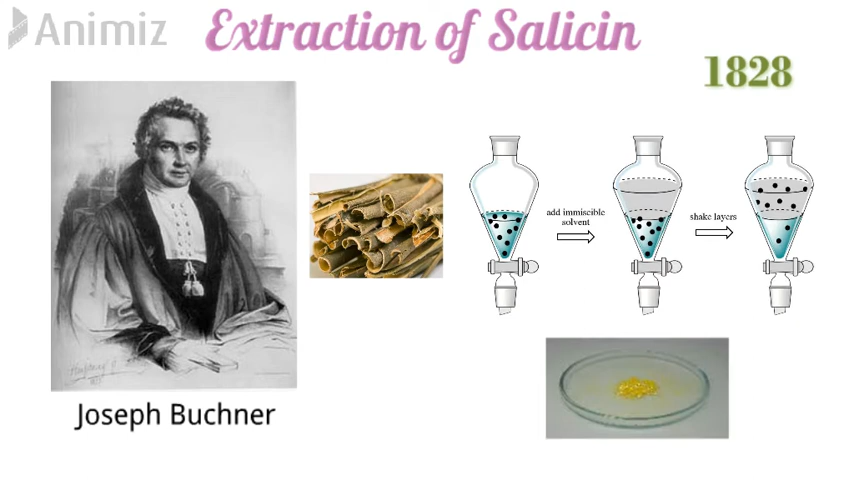 Animiz
Extraction of Salicin
1828
add immiscible
solvent
shake layers
Joseph Buchner